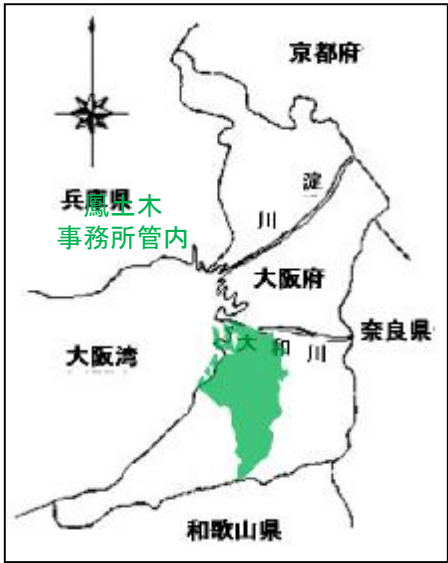 京都府
兵庫県
鳳土木
事務所管内
淀
川
大阪府
大和川
奈良県
大阪湾
和歌山県